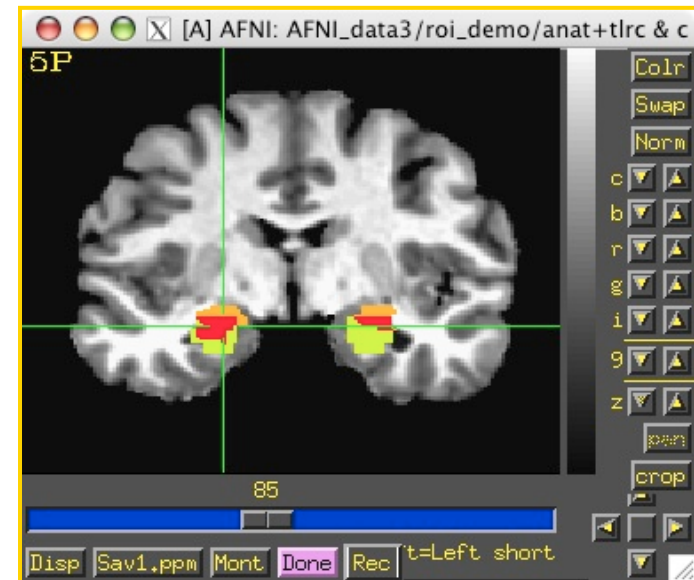 [A] AFNI: AFNI_data3/roi_demo/anat+tlrc & c
5P
Colr
Swap
Norm
c
b
r
g
i
9
z
pan
crop
85
Disp Sav1.ppm Mont Done Rec t=Left short